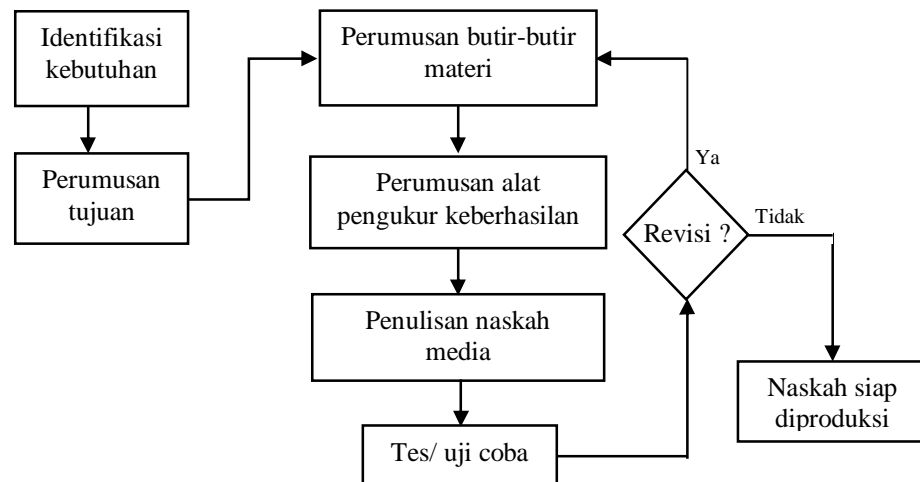 Identifikasi
kebutuhan
Perumusan
tujuan
Perumusan butir-butir
materi
Perumusan alat
pengukur keberhasilan
Penulisan naskah
media
Tes/ uji coba
Revisi ?
Ya
Tidak
Naskah siap
diproduksi